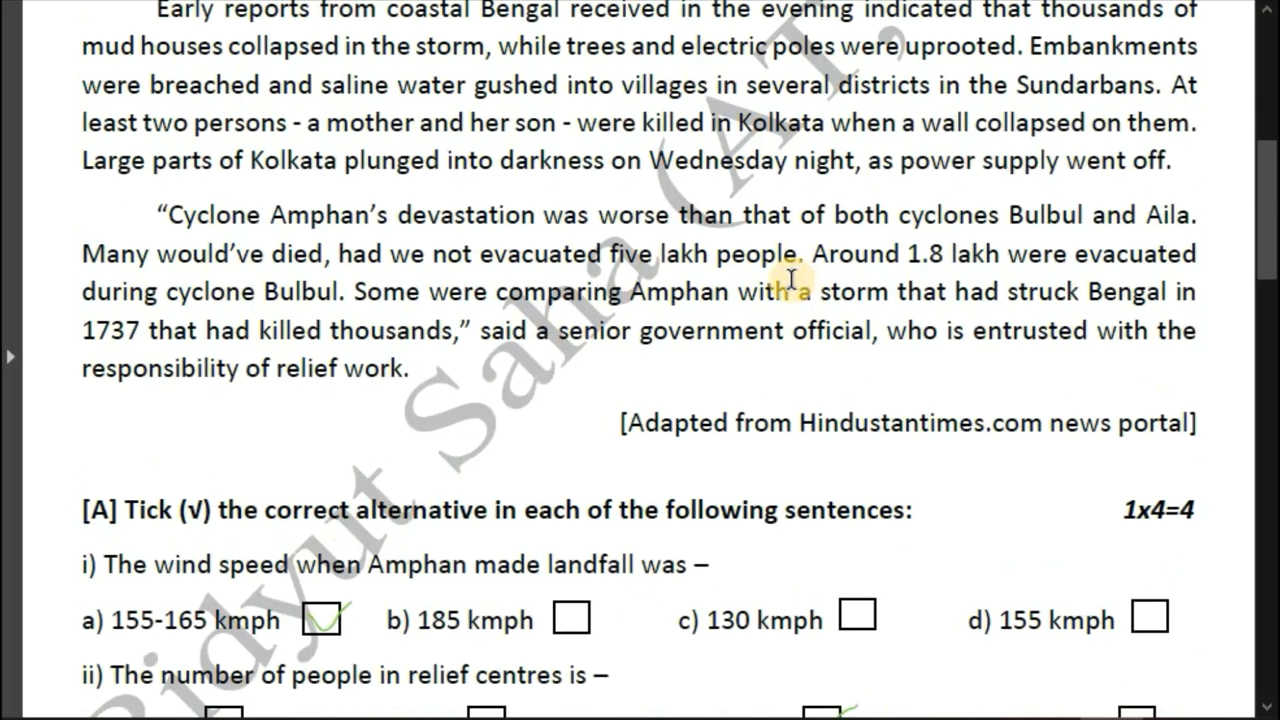 Early reports from coastal Bengal received in the evening indicated that thousands of
mud houses collapsed in the storm, while trees and electric poles were uprooted. Embankments
were breached and saline water gushed into villages in several districts in the Sundarbans. At
least two persons - a mother and her son - were killed in Kolkata when a wall collapsed on them.
Large parts of Kolkata plunged into darkness on Wednesday night, as power supply went off.
“Cyclone Amphan’s devastation was worse than that of both cyclones Bulbul and Aila.
Many would’ve died, had we not evacuated five lakh people. Around 1.8 lakh were evacuated
during cyclone Bulbul. Some were comparing Amphan with a storm that had struck Bengal in
1737 that had killed thousands,” said a senior government official, who is entrusted with the
responsibility of relief work.
[Adapted from Hindustantimes.com news portal]
[A] Tick (√) the correct alternative in each of the following sentences: 1x4=4
i) The wind speed when Amphan made landfall was –
a) 155-165 kmph b) 185 kmph c) 130 kmph d) 155 kmph
ii) The number of people in relief centres is –
Bidyut Saha (AT,